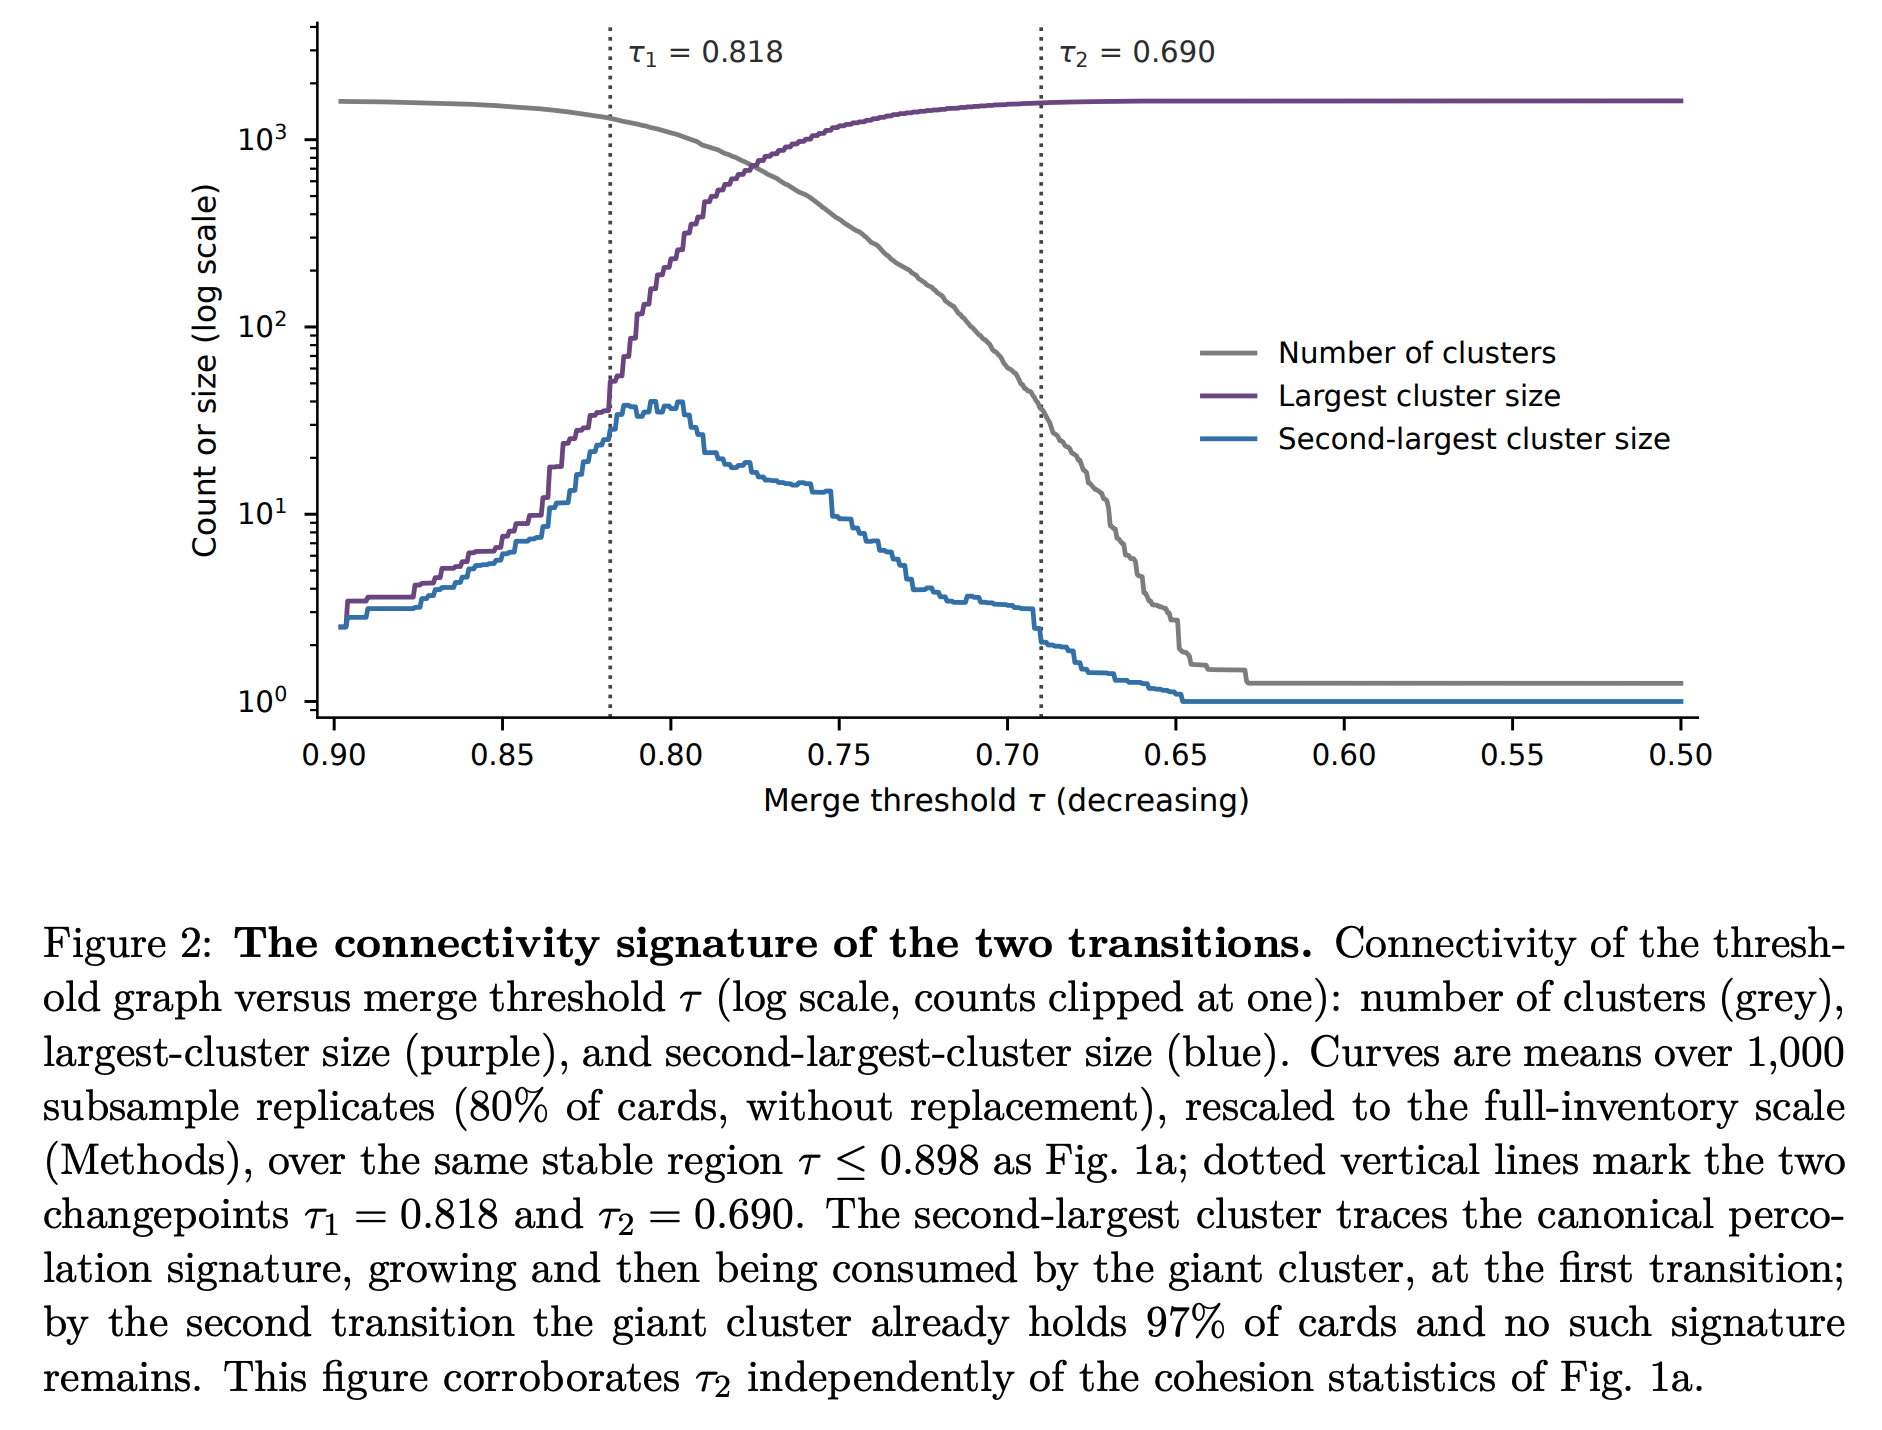 τ₁ = 0.818
τ₂ = 0.690
10³
10²
10¹
10⁰
Count or size (log scale)
Number of clusters
Largest cluster size
Second-largest cluster size
0.90 0.85 0.80 0.75 0.70 0.65 0.60 0.55 0.50
Merge threshold τ (decreasing)
Figure 2: The connectivity signature of the two transitions. Connectivity of the thresh-
old graph versus merge threshold τ (log scale, counts clipped at one): number of clusters (grey),
largest-cluster size (purple), and second-largest-cluster size (blue). Curves are means over 1,000
subsample replicates (80% of cards, without replacement), rescaled to the full-inventory scale
(Methods), over the same stable region τ ≤ 0.898 as Fig. 1a; dotted vertical lines mark the two
changepoints τ₁ = 0.818 and τ₂ = 0.690. The second-largest cluster traces the canonical perco-
lation signature, growing and then being consumed by the giant cluster, at the first transition;
by the second transition the giant cluster already holds 97% of cards and no such signature
remains. This figure corroborates τ₂ independently of the cohesion statistics of Fig. 1a.